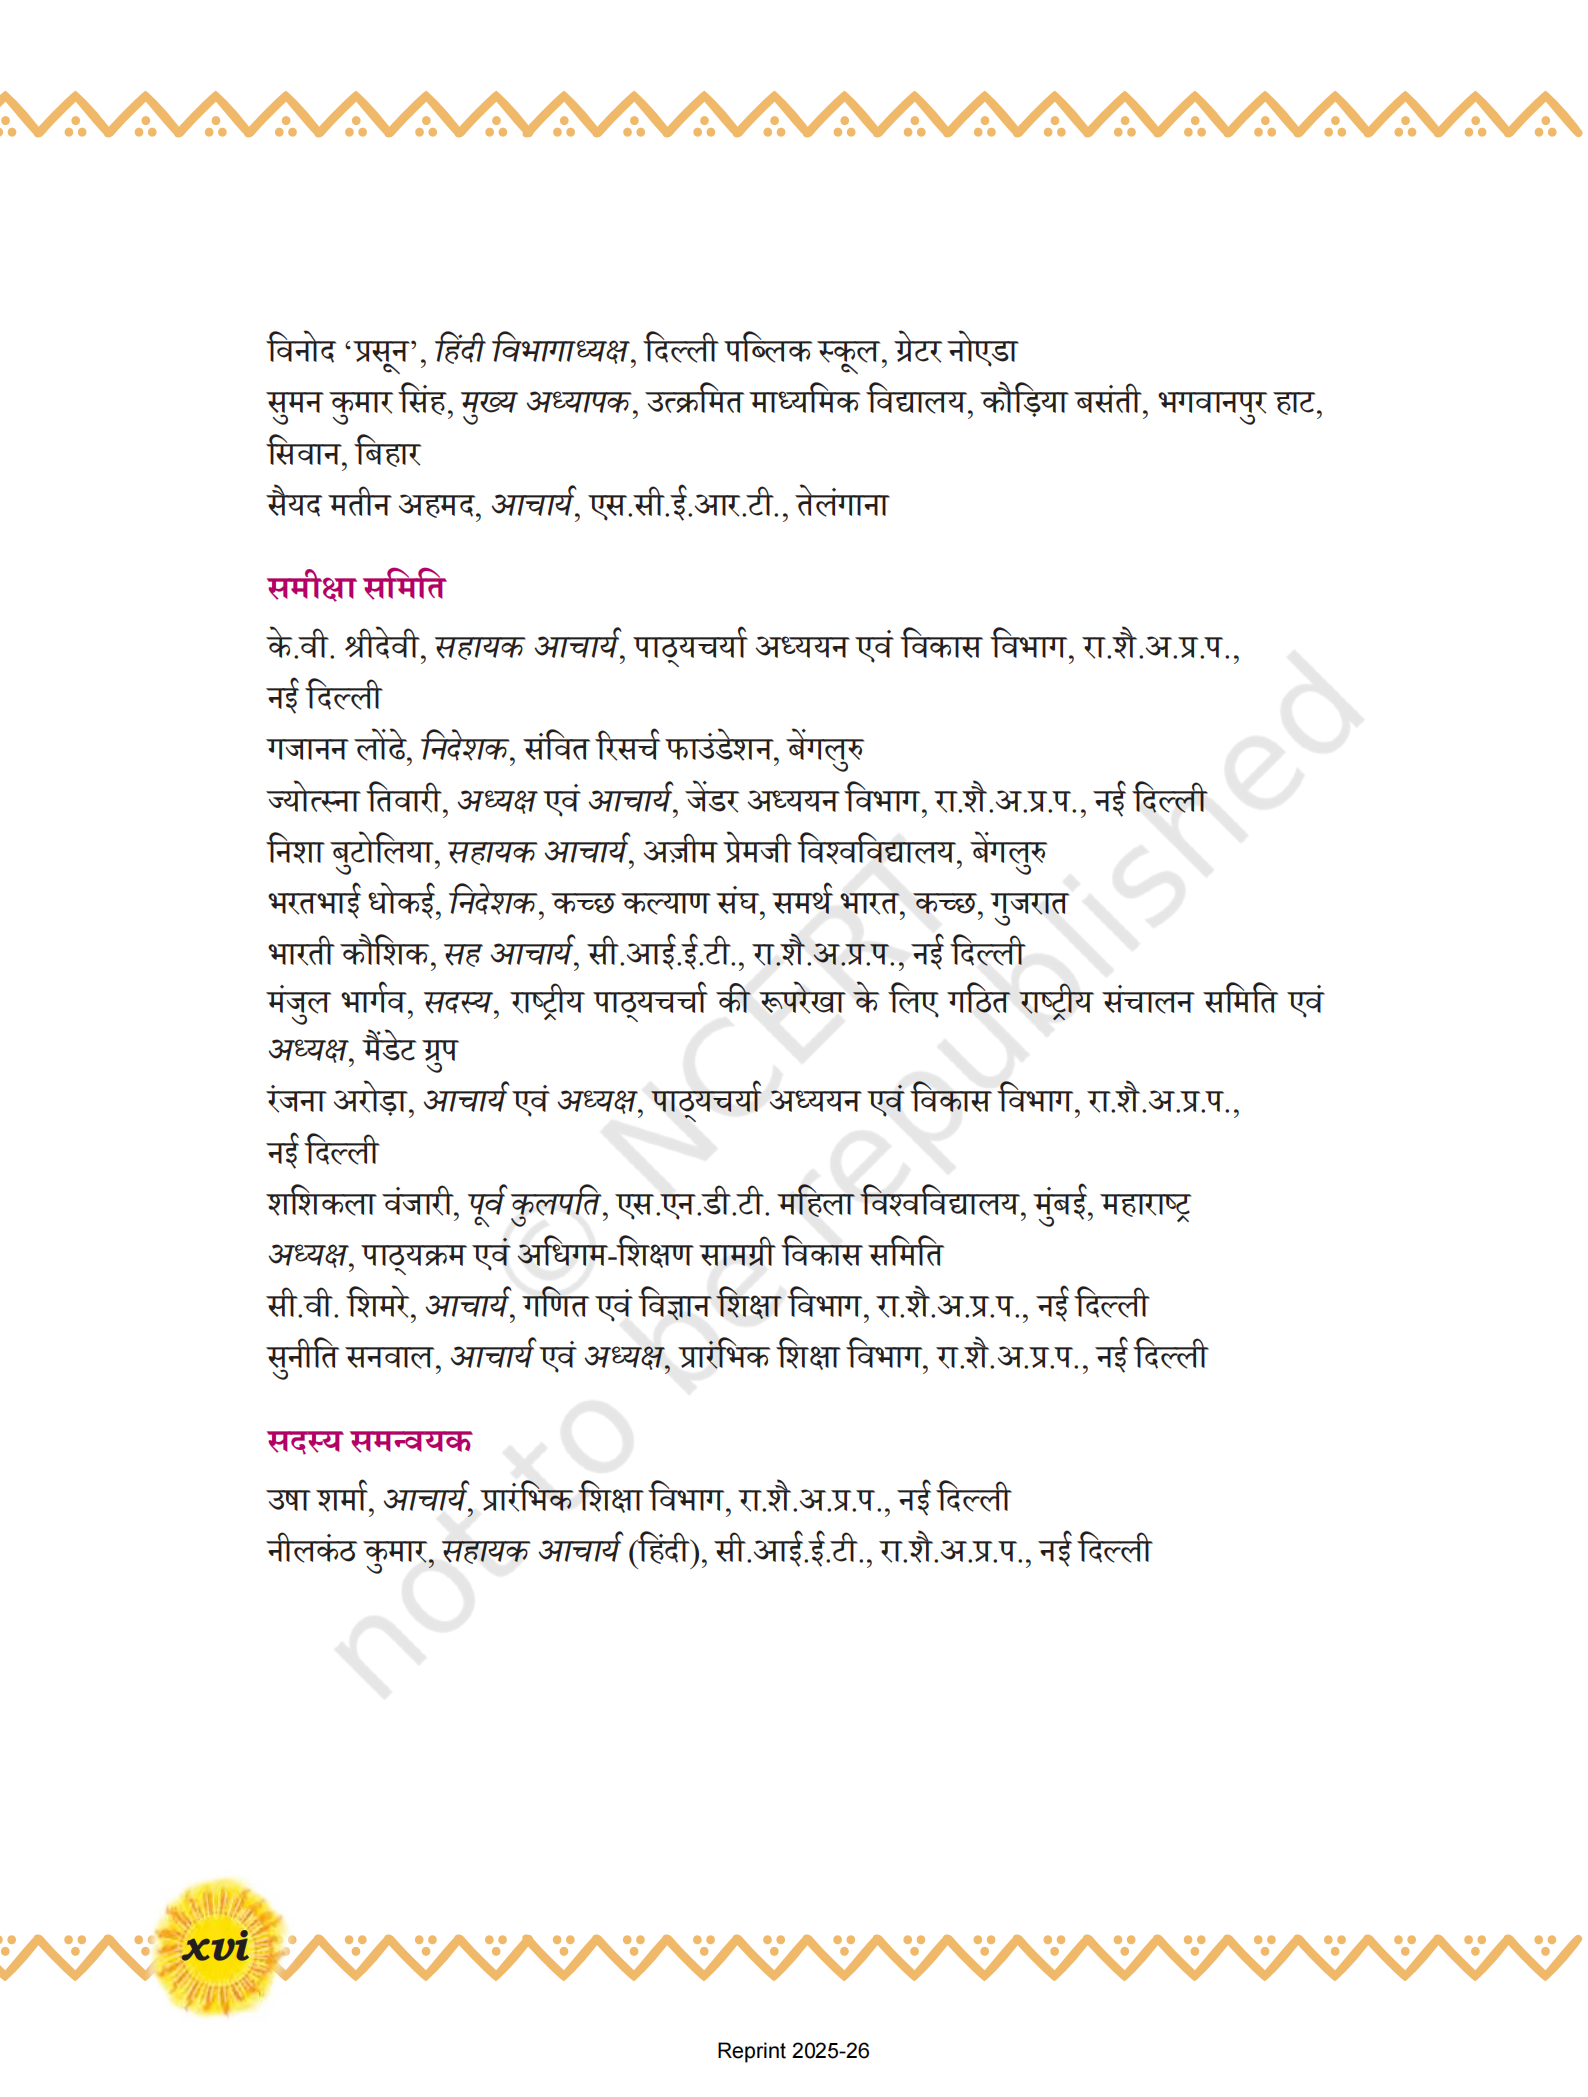 विनोद ‘प्रसून’, हिंदी विभागाध्यक्ष, दिल्ली पब्लिक स्कूल, ग्रेटर नोएडा
सुमन कुमार सिंह, मुख्य अध्यापक, उत्क्रमित माध्यमिक विद्यालय, कौड़िया बसंती, भगवानपुर हाट,
सिवान, बिहार
सैयद मतीन अहमद, आचार्य, एस.सी.ई.आर.टी., तेलंगाना
समीक्षा समिति
के.वी. श्रीदेवी, सहायक आचार्य, पाठ्यचर्या अध्ययन एवं विकास विभाग, रा.शै.अ.प्र.प.,
नई दिल्ली
गजानन लोंढे, निदेशक, संवित रिसर्च फाउंडेशन, बेंगलुरु
ज्योत्स्ना तिवारी, अध्यक्ष एवं आचार्य, जेंडर अध्ययन विभाग, रा.शै.अ.प्र.प., नई दिल्ली
निशा बुटोलिया, सहायक आचार्य, अज़ीम प्रेमजी विश्वविद्यालय, बेंगलुरु
भरतभाई धोकई, निदेशक, कच्छ कल्याण संघ, समर्थ भारत, कच्छ, गुजरात
भारती कौशिक, सह आचार्य, सी.आई.ई.टी., रा.शै.अ.प्र.प., नई दिल्ली
मंजुल भार्गव, सदस्य, राष्ट्रीय पाठ्यचर्चा की रूपरेखा के लिए गठित राष्ट्रीय संचालन समिति एवं
अध्यक्ष, मैंडेट ग्रुप
रंजना अरोड़ा, आचार्य एवं अध्यक्ष, पाठ्यचर्या अध्ययन एवं विकास विभाग, रा.शै.अ.प्र.प.,
नई दिल्ली
शशिकला वंजारी, पूर्व कुलपति, एस.एन.डी.टी. महिला विश्वविद्यालय, मुंबई, महाराष्ट्र
अध्यक्ष, पाठ्यक्रम एवं अधिगम-शिक्षण सामग्री विकास समिति
सी.वी. शिमरे, आचार्य, गणित एवं विज्ञान शिक्षा विभाग, रा.शै.अ.प्र.प., नई दिल्ली
सुनीति सनवाल, आचार्य एवं अध्यक्ष, प्रारंभिक शिक्षा विभाग, रा.शै.अ.प्र.प., नई दिल्ली
सदस्य समन्वयक
उषा शर्मा, आचार्य, प्रारंभिक शिक्षा विभाग, रा.शै.अ.प्र.प., नई दिल्ली
नीलकंठ कुमार, सहायक आचार्य (हिंदी), सी.आई.ई.टी., रा.शै.अ.प्र.प., नई दिल्ली
© NCERT
not to be republished
xvi
Reprint 2025-26